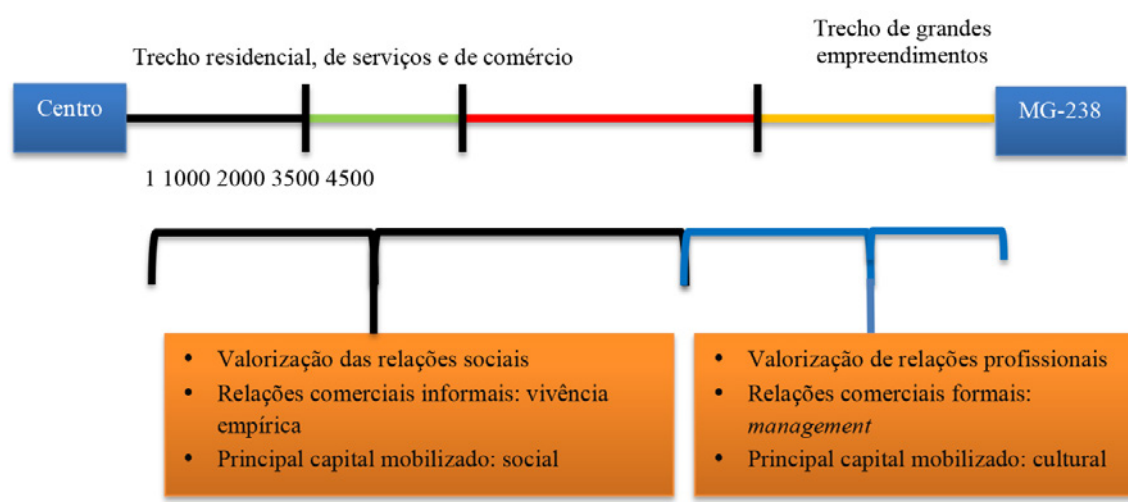 Trecho residencial, de serviços e de comércio
Trecho de grandes
empreendimentos
Centro
MG-238
1 1000 2000 3500 4500
• Valorização das relações sociais
• Relações comerciais informais: vivência
empírica
• Principal capital mobilizado: social
• Valorização de relações profissionais
• Relações comerciais formais:
management
• Principal capital mobilizado: cultural